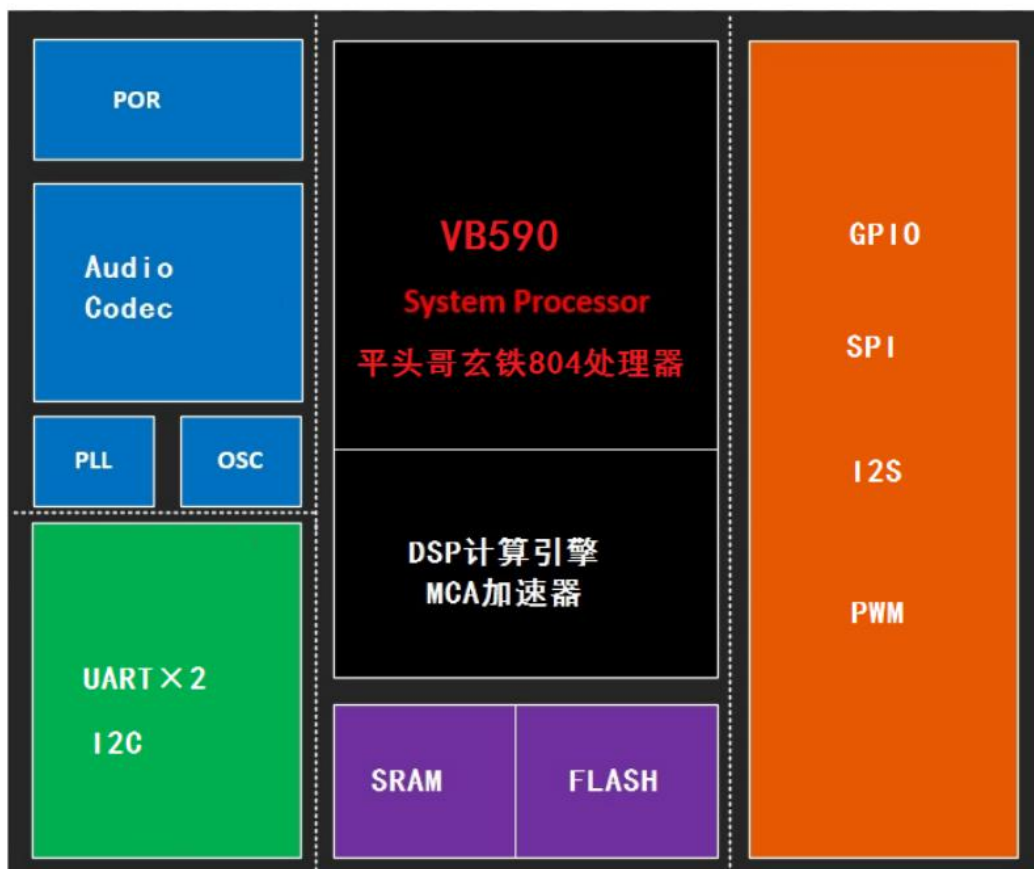 POR
Audio
Codec
PLL
OSC
UART×2
I2C
VB590
System Processor
平头哥玄铁804处理器
DSP计算引擎
MCA加速器
SRAM
FLASH
GPIO
SPI
I2S
PWM